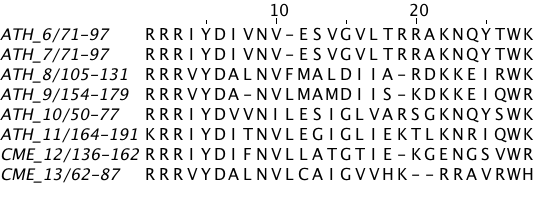 10 20
ATH_6/71-97 RRRIYDIVNV-ESVGVLTRRAKNQYTWK
ATH_7/71-97 RRRIYDIVNV-ESVGVLTRRAKNQYTWK
ATH_8/105-131 RRRVYDALNVFMALDIIA-RDKKEIRWK
ATH_9/154-179 RRRVYDA-NVLMAMDIIS-KDKKEIQWR
ATH_10/50-77 RRRIYDVVNVLESIGLVARSGKNQYSWK
ATH_11/164-191 KRRIYDITNVLEGIGLIEKTLKNRIQWK
CME_12/136-162 RRRIYDIFNVLLATGTIE-KGENGSVWR
CME_13/62-87 RRRVYDALNVLCAIGVVHK--RRAVRWH